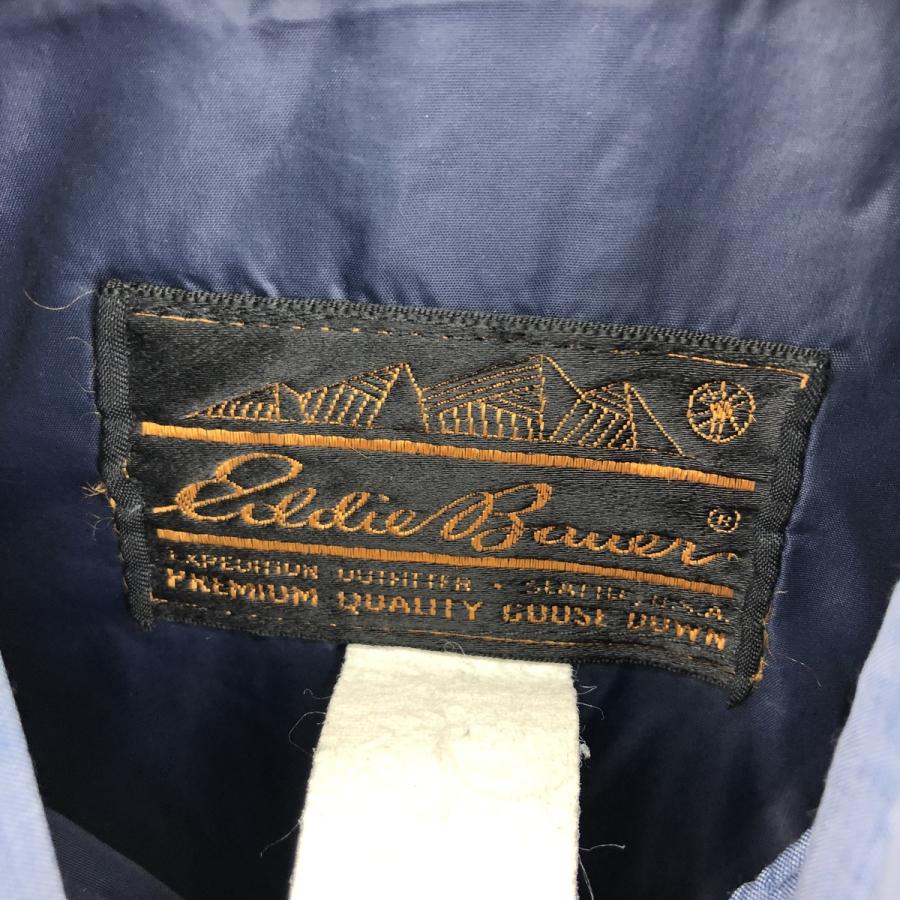 Eddie Bauer ®
EXPEDITION OUTFITTER • SEATTLE, U.S.A.
PREMIUM QUALITY GOOSE DOWN